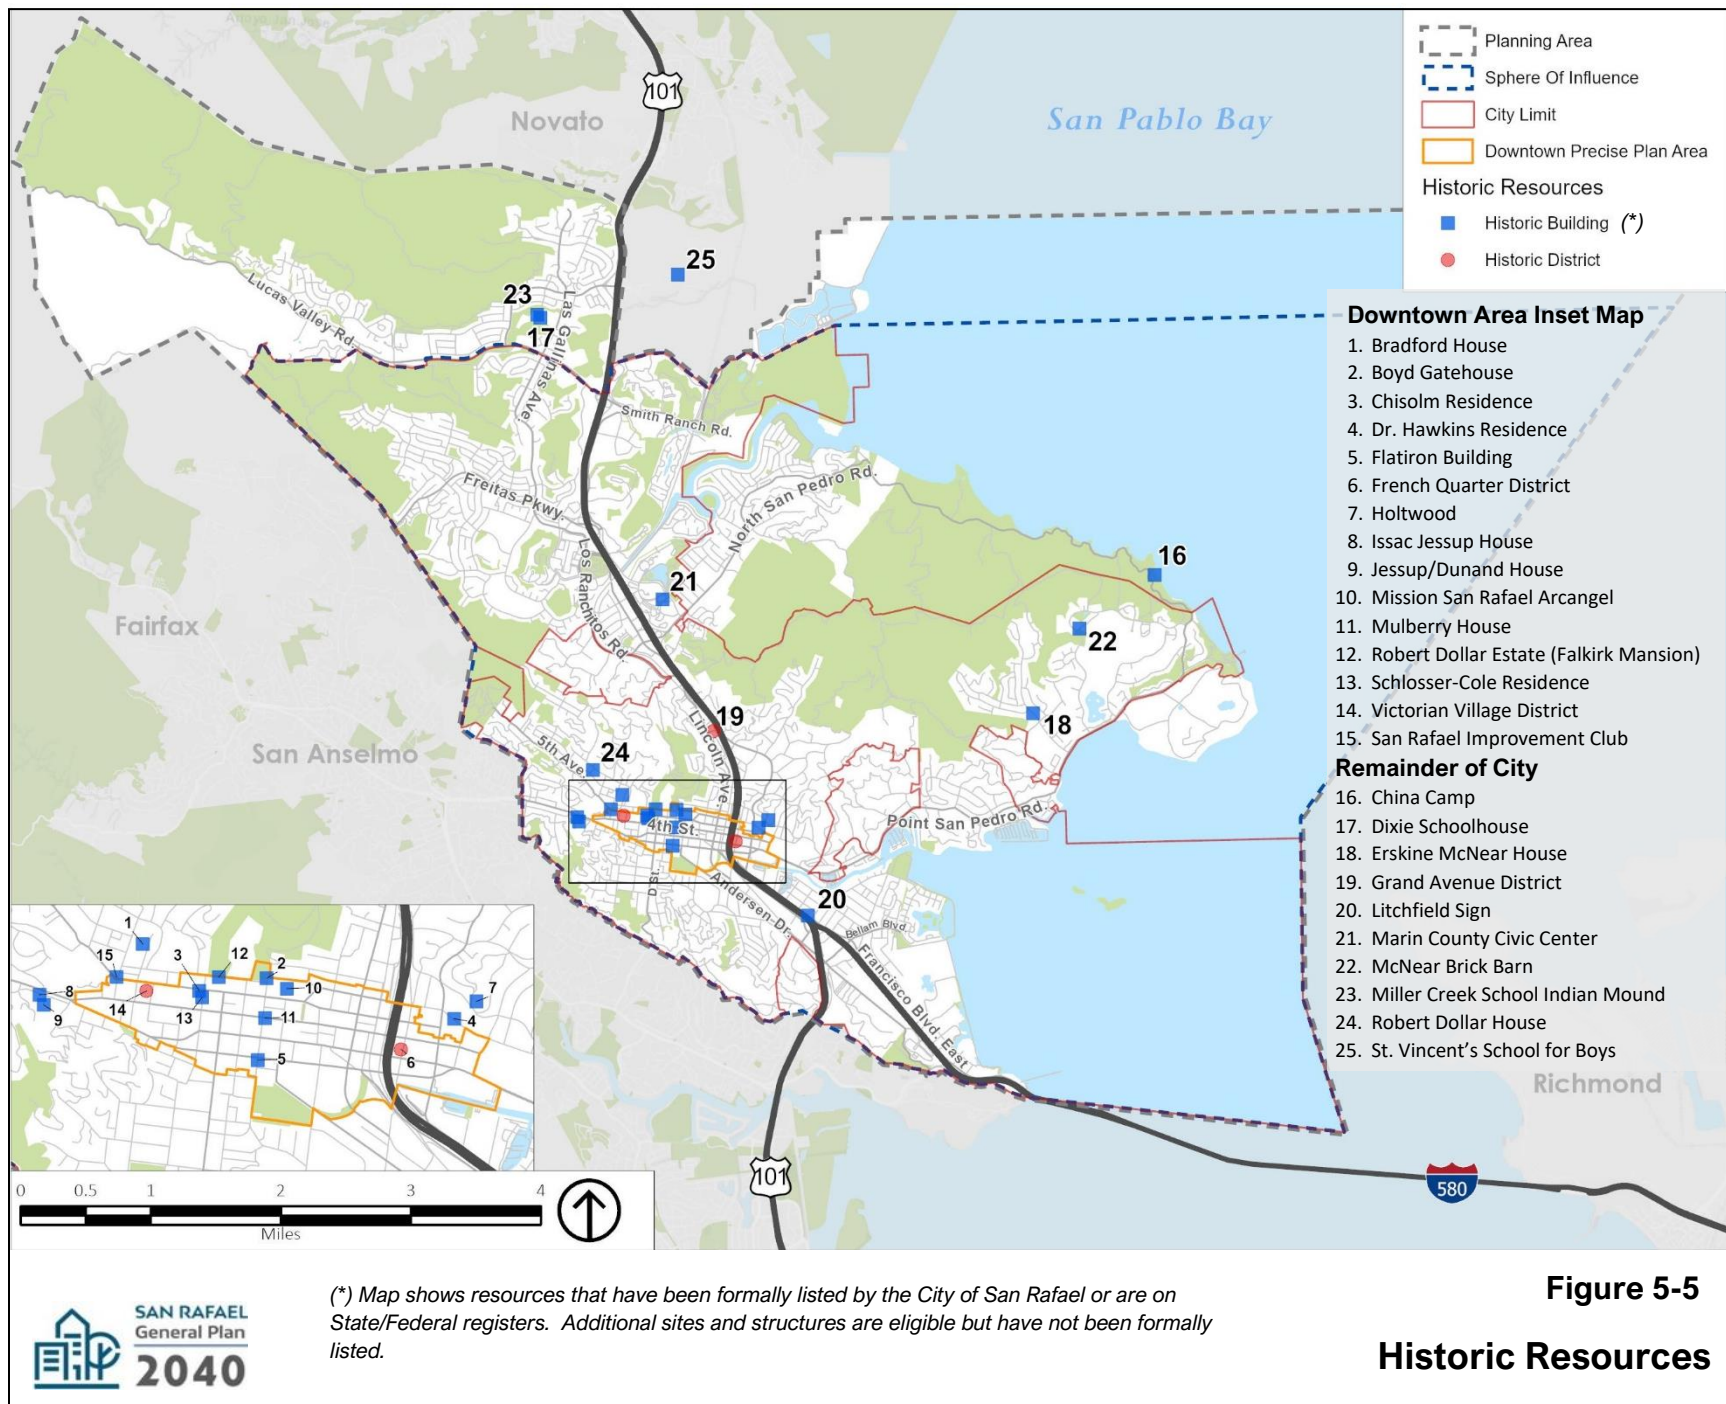 Novato
101
San Pablo Bay
Planning Area
Sphere Of Influence
City Limit
Downtown Precise Plan Area
Historic Resources
Historic Building (*)
Historic District
25
23
17
Lucas Valley Rd.
Las Gallinas Ave.
Smith Ranch Rd.
North San Pedro Rd.
Freitas Pkwy.
Los Ranchitos Rd.
21
16
22
Fairfax
San Anselmo
19
18
Lincoln Ave.
5th Ave.
24
4th St.
Point San Pedro Rd.
D St.
Andersen Dr.
20
Bellam Blvd.
Francisco Blvd. East
Richmond
101
580
Downtown Area Inset Map
1. Bradford House
2. Boyd Gatehouse
3. Chisolm Residence
4. Dr. Hawkins Residence
5. Flatiron Building
6. French Quarter District
7. Holtwood
8. Issac Jessup House
9. Jessup/Dunand House
10. Mission San Rafael Arcangel
11. Mulberry House
12. Robert Dollar Estate (Falkirk Mansion)
13. Schlosser-Cole Residence
14. Victorian Village District
15. San Rafael Improvement Club
Remainder of City
16. China Camp
17. Dixie Schoolhouse
18. Erskine McNear House
19. Grand Avenue District
20. Litchfield Sign
21. Marin County Civic Center
22. McNear Brick Barn
23. Miller Creek School Indian Mound
24. Robert Dollar House
25. St. Vincent's School for Boys
1
15
3
12
2
8
14
13
10
7
9
11
4
5
6
0 0.5 1 2 3 4
Miles
SAN RAFAEL
General Plan
2040
(*) Map shows resources that have been formally listed by the City of San Rafael or are on
State/Federal registers. Additional sites and structures are eligible but have not been formally
listed.
Figure 5-5
Historic Resources